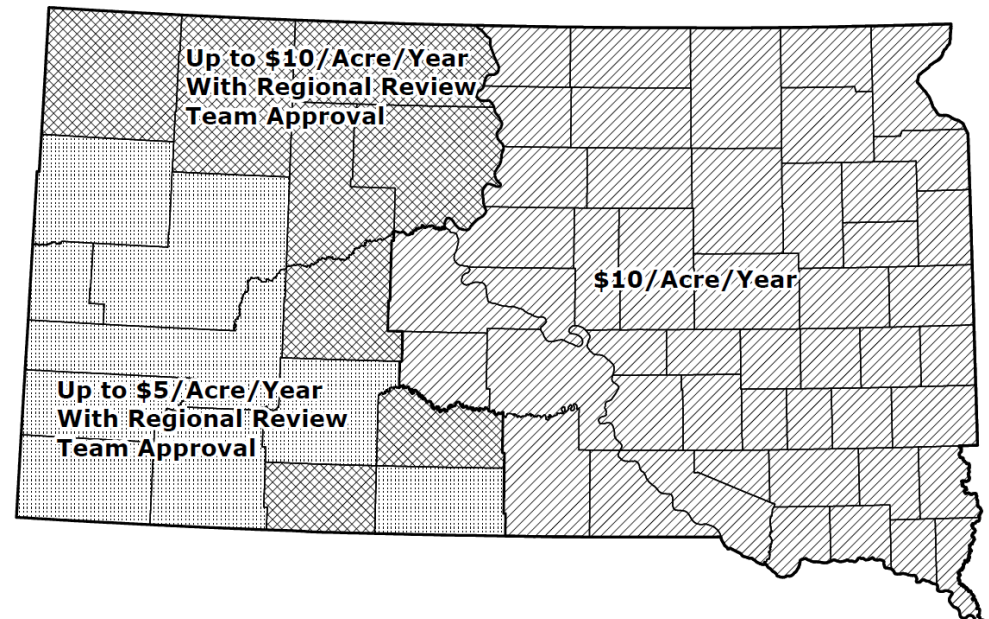 Up to $10/Acre/Year
With Regional Review
Team Approval
$10/Acre/Year
Up to $5/Acre/Year
With Regional Review
Team Approval